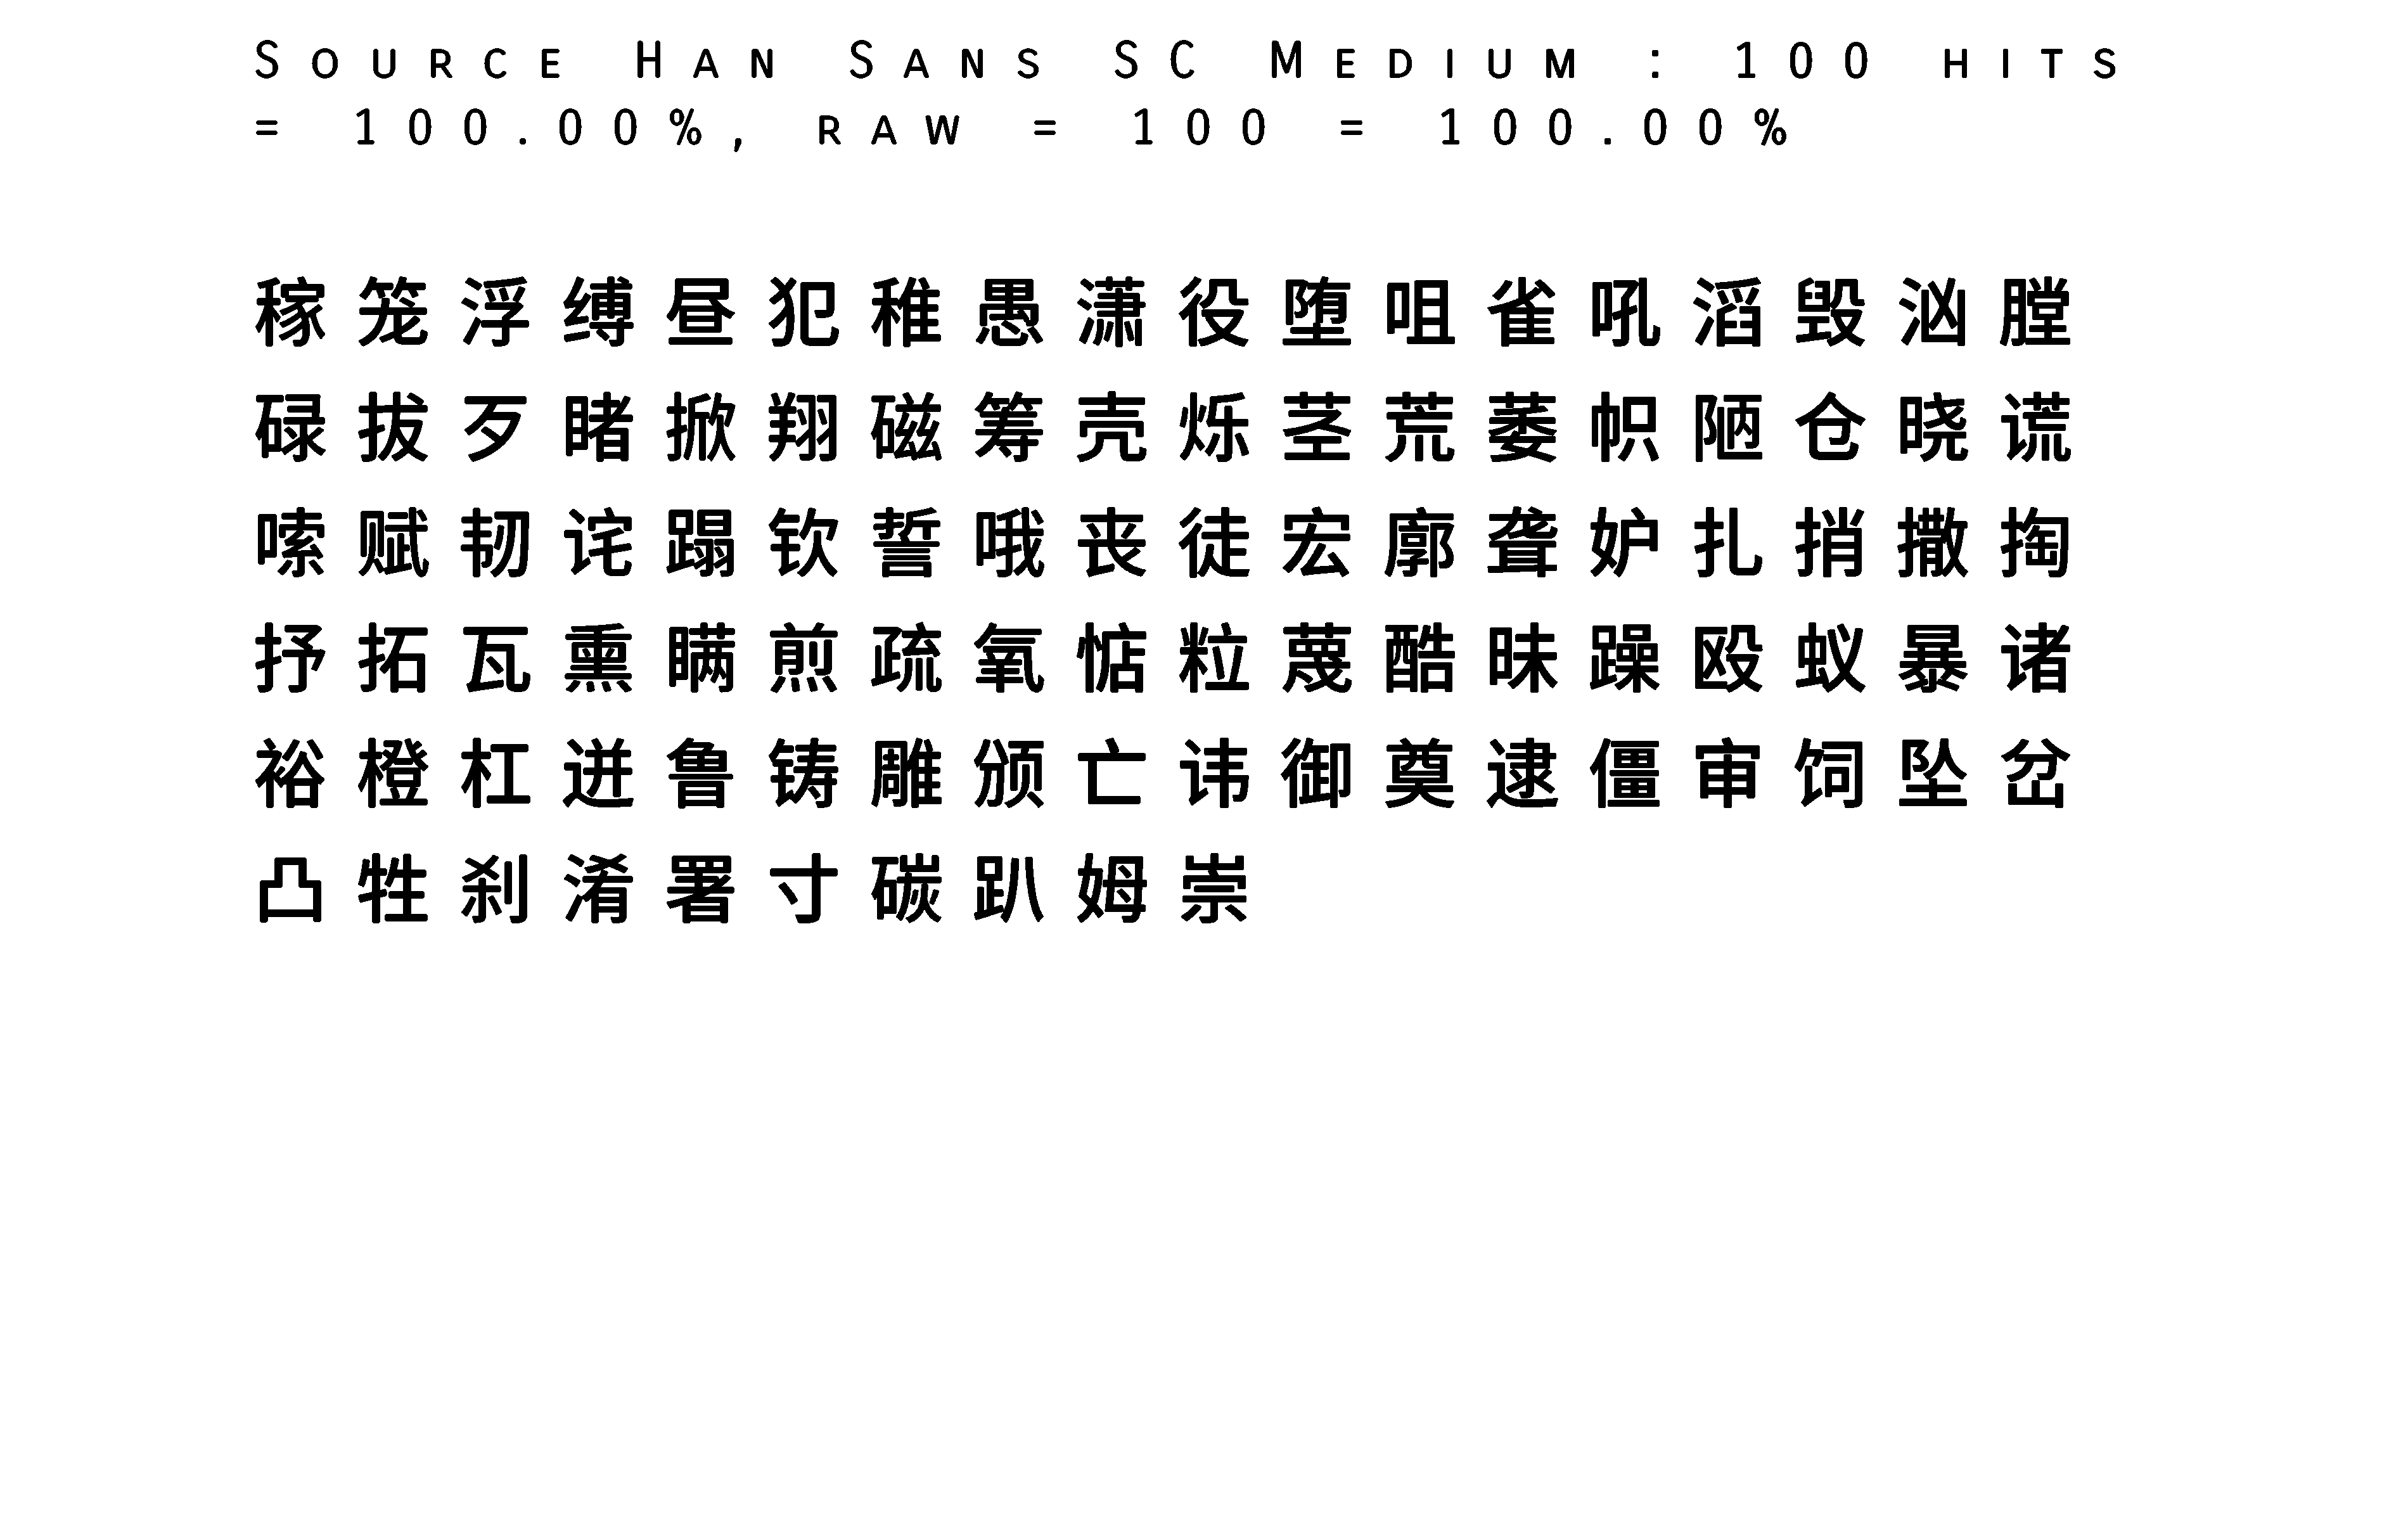 Source Han Sans SC Medium : 100 hits
= 100.00%, raw = 100 = 100.00%
稼笼浮缚昼犯稚愚潇役堕咀雀吼滔毁汹膛
碌拔歹睹掀翔磁筹壳烁茎荒萎帜陋仓晓谎
嗦赋韧诧蹋钦誓哦丧徒宏廓聋妒扎捎撒掏
抒拓瓦熏瞒煎疏氧惦粒蔑酷昧躁殴蚁暴诸
裕橙杠迸鲁铸雕颁亡讳御奠逮僵审饲坠岔
凸牲刹淆署寸碳趴姆崇